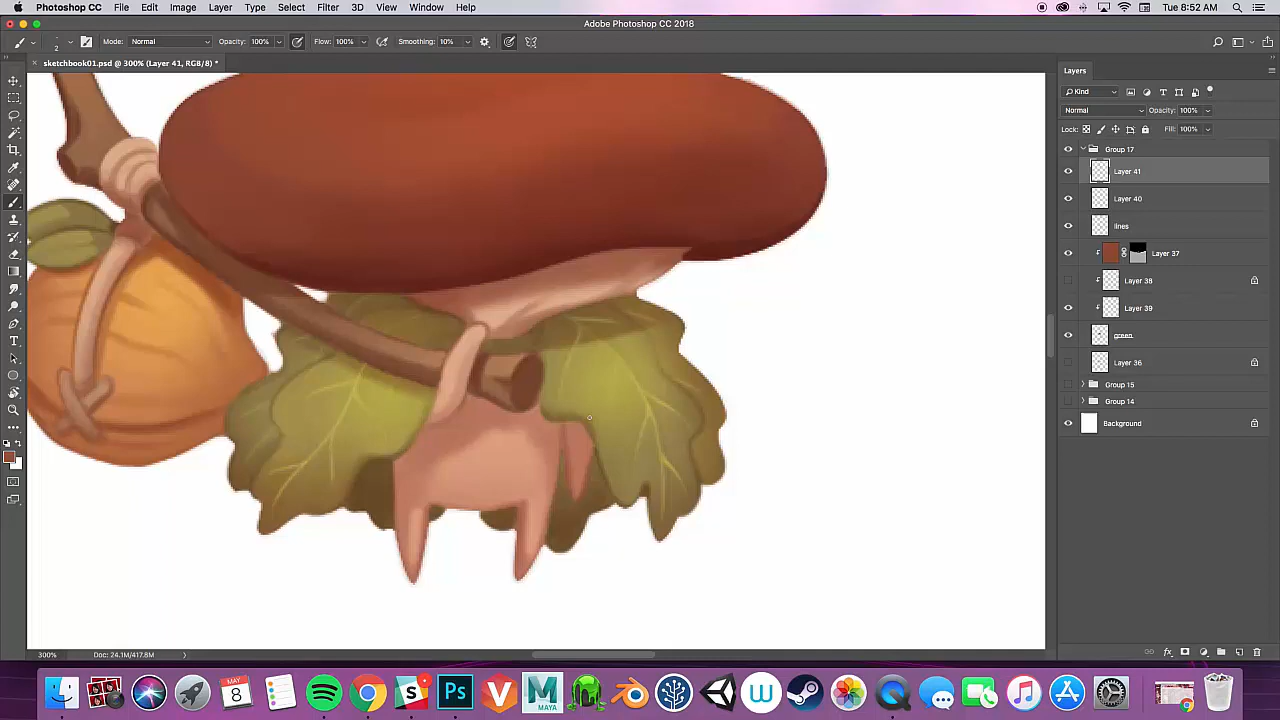 Photoshop CC File Edit Image Layer Type Select Filter 3D View Window Help Tue 8:52 AM
Adobe Photoshop CC 2018
2 Mode: Normal Opacity: 100% Flow: 100% Smoothing: 10%
sketchbook01.psd @ 300% (Layer 41, RGB/8) *
Layers
Kind
Normal Opacity: 100%
Lock: Fill: 100%
Group 17
Layer 41
Layer 40
lines
Layer 37
Layer 38
Layer 39
green
Layer 36
Group 15
Group 14
Background
300% Doc: 24.1M/417.8M
MAY
8
MAYA